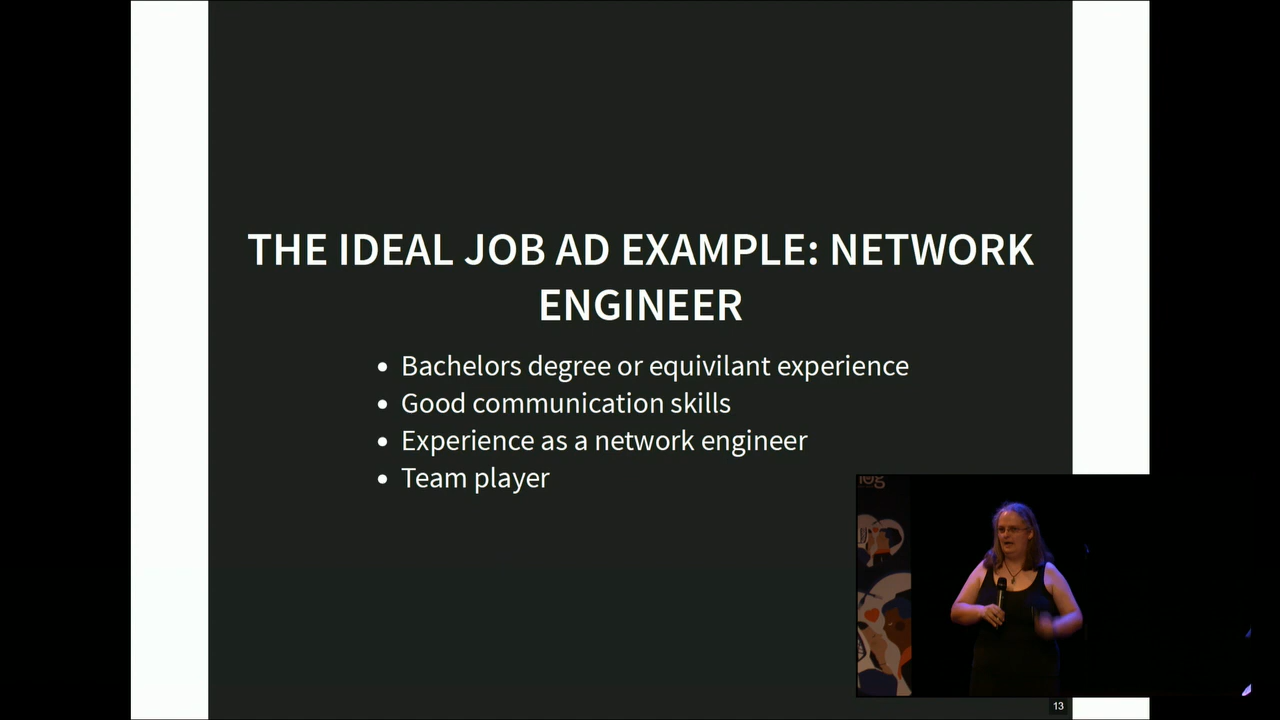 THE IDEAL JOB AD EXAMPLE: NETWORK
ENGINEER
• Bachelors degree or equivilant experience
• Good communication skills
• Experience as a network engineer
• Team player
13